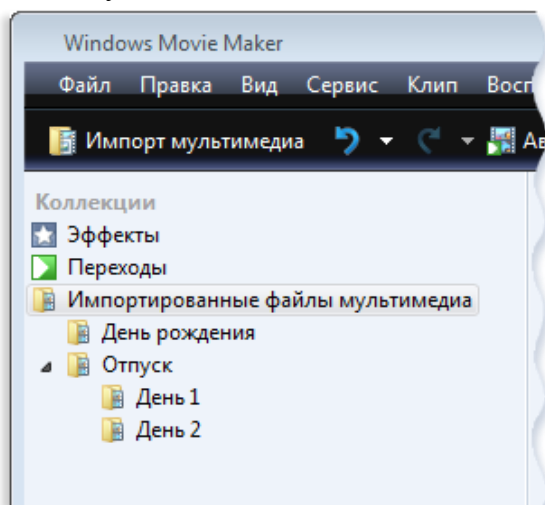 Windows Movie Maker
Файл Правка Вид Сервис Клип
Импорт мультимедиа
Коллекции
Эффекты
Переходы
Импортированные файлы мультимедиа
День рождения
Отпуск
День 1
День 2